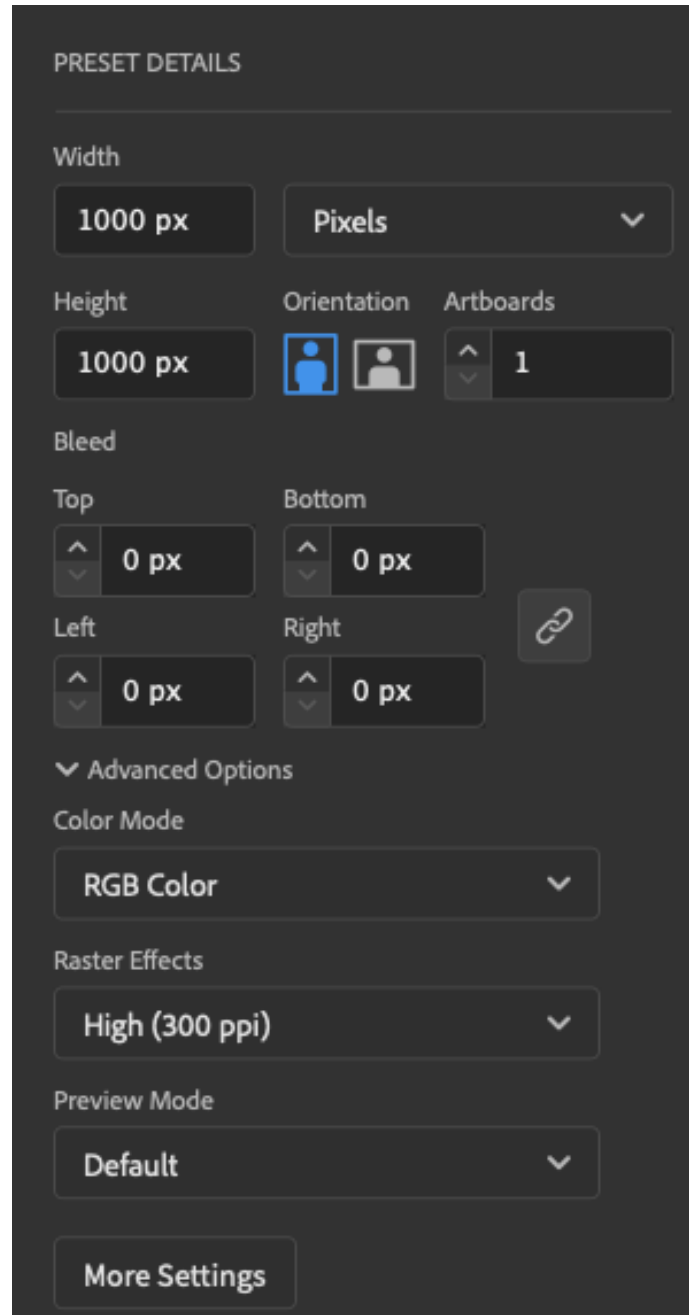 PRESET DETAILS
Width
1000 px
Pixels
Height
Orientation
Artboards
1000 px
1
Bleed
Top
Bottom
0 px
0 px
Left
Right
0 px
0 px
Advanced Options
Color Mode
RGB Color
Raster Effects
High (300 ppi)
Preview Mode
Default
More Settings